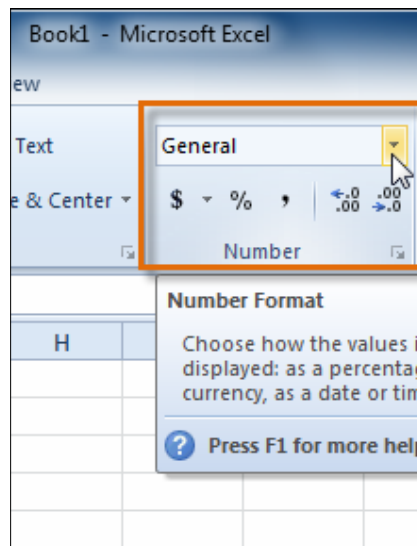 Book1 - Microsoft Excel
ew
Text
General
e & Center
$ % , .0 .00 .00 .0
Number
Number Format
H
Choose how the values i
displayed: as a percentag
currency, as a date or tim
Press F1 for more help